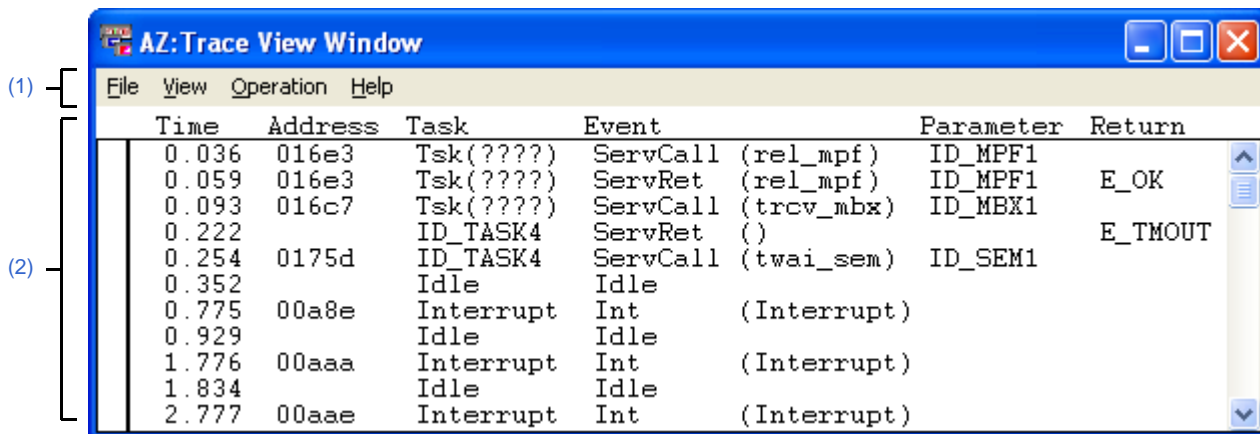 AZ:Trace View Window
(1)
File View Operation Help
Time Address Task Event Parameter Return
0.036 016e3 Tsk(????) ServCall (rel_mpf) ID_MPF1
0.059 016e3 Tsk(????) ServRet (rel_mpf) ID_MPF1 E_OK
0.093 016c7 Tsk(????) ServCall (trcv_mbx) ID_MBX1
0.222 ID_TASK4 ServRet () E_TMOUT
(2)
0.254 0175d ID_TASK4 ServCall (twai_sem) ID_SEM1
0.352 Idle Idle
0.775 00a8e Interrupt Int (Interrupt)
0.929 Idle Idle
1.776 00aaa Interrupt Int (Interrupt)
1.834 Idle Idle
2.777 00aae Interrupt Int (Interrupt)